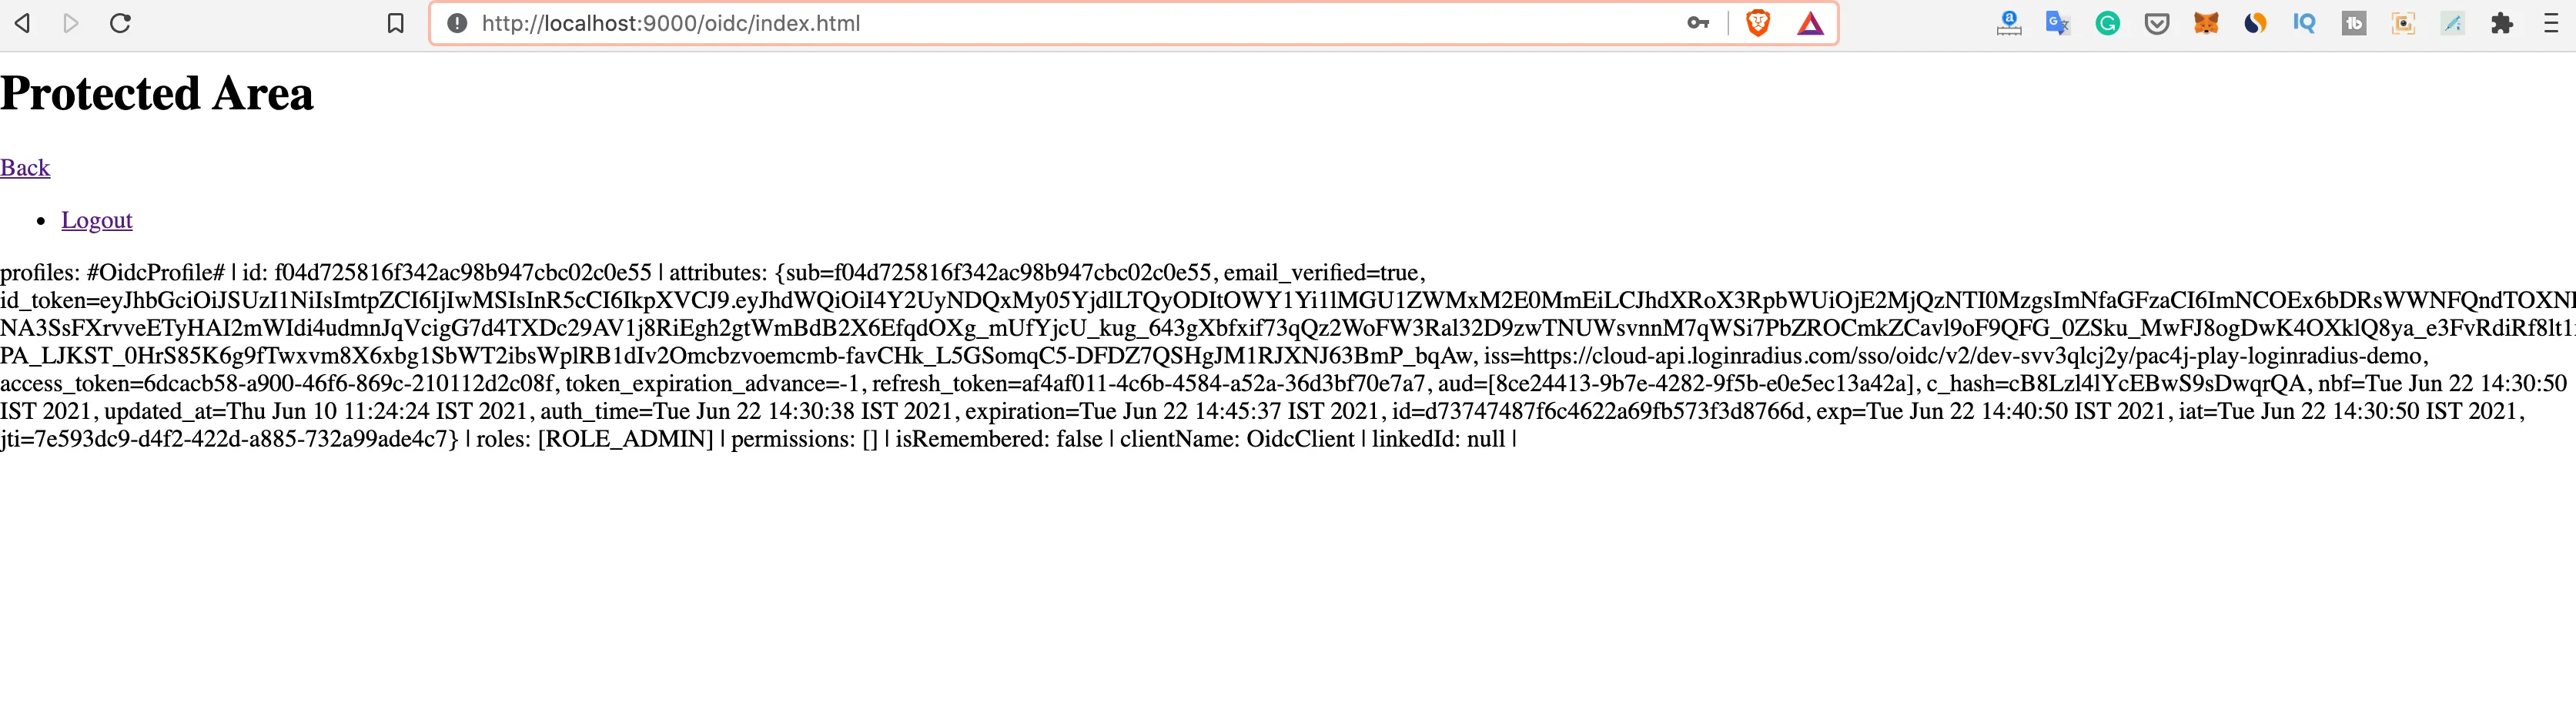 http://localhost:9000/oidc/index.html
Protected Area
Back
Logout
profiles: #OidcProfile# | id: f04d725816f342ac98b947cbc02c0e55 | attributes: {sub=f04d725816f342ac98b947cbc02c0e55, email_verified=true,
id_token=eyJhbGciOiJSUzI1NiIsImtpZCI6IjIwMSIsInR5cCI6IkpXVCJ9.eyJhdWQiOiI4Y2UyNDQxMy05YjdlLTQyODItOWY1Yi1lMGU1ZWMxM2E0MmEiLCJhdXRoX3RpbWUiOjE2MjQzNTI0MzgsImNfaGFzaCI6ImNCOEx6bDRsWWNFQndTOXN
NA3SsFXrvveETyHAI2mWIdi4udmnJqVcigG7d4TXDc29AV1j8RiEgh2gtWmBdB2X6EfqdOXg_mUfYjcU_kug_643gXbfxif73qQz2WoFW3Ral32D9zwTNUWsvnnM7qWSi7PbZROCmkZCavl9oF9QFG_0ZSku_MwFJ8ogDwK4OXklQ8ya_e3FvRdiRf8lt1
PA_LJKST_0HrS85K6g9fTwxvm8X6xbg1SbWT2ibsWplRB1dIv2Omcbzvoemcmb-favCHk_L5GSomqC5-DFDZ7QSHgJM1RJXNJ63BmP_bqAw, iss=https://cloud-api.loginradius.com/sso/oidc/v2/dev-svv3qlcj2y/pac4j-play-loginradius-demo,
access_token=6dcacb58-a900-46f6-869c-210112d2c08f, token_expiration_advance=-1, refresh_token=af4af011-4c6b-4584-a52a-36d3bf70e7a7, aud=[8ce24413-9b7e-4282-9f5b-e0e5ec13a42a], c_hash=cB8Lzl4lYcEBwS9sDwqrQA, nbf=Tue Jun 22 14:30:50
IST 2021, updated_at=Thu Jun 10 11:24:24 IST 2021, auth_time=Tue Jun 22 14:30:38 IST 2021, expiration=Tue Jun 22 14:45:37 IST 2021, id=d73747487f6c4622a69fb573f3d8766d, exp=Tue Jun 22 14:40:50 IST 2021, iat=Tue Jun 22 14:30:50 IST 2021,
jti=7e593dc9-d4f2-422d-a885-732a99ade4c7} | roles: [ROLE_ADMIN] | permissions: [] | isRemembered: false | clientName: OidcClient | linkedId: null |